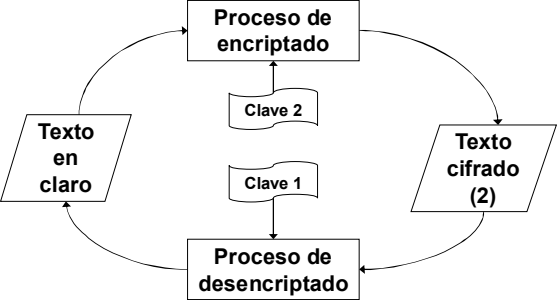 Proceso de
encriptado
Clave 2
Texto
en
claro
Texto
cifrado
(2)
Clave 1
Proceso de
desencriptado